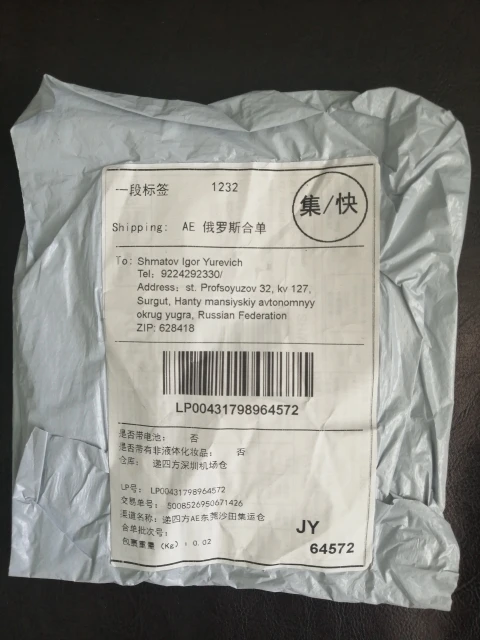 一段标签 1232
集/快
Shipping: AE 俄罗斯合单
To: Shmatov Igor Yurevich
Tel: 9224292330/
Address: st. Profsoyuzov 32, kv 127,
Surgut, Hanty mansiyskiy avtonomnyy
okrug yugra, Russian Federation
ZIP: 628418
LP00431798964572
是否带电池: 否
是否带有非液体化妆品: 否
仓库: 递四方深圳机场仓
LP号: LP00431798964572
交易单号: 5008526950671426
渠道名称: 递四方AE东莞沙田集运仓
合单批次号:
包裹重量 (Kg): 0.02
JY
64572